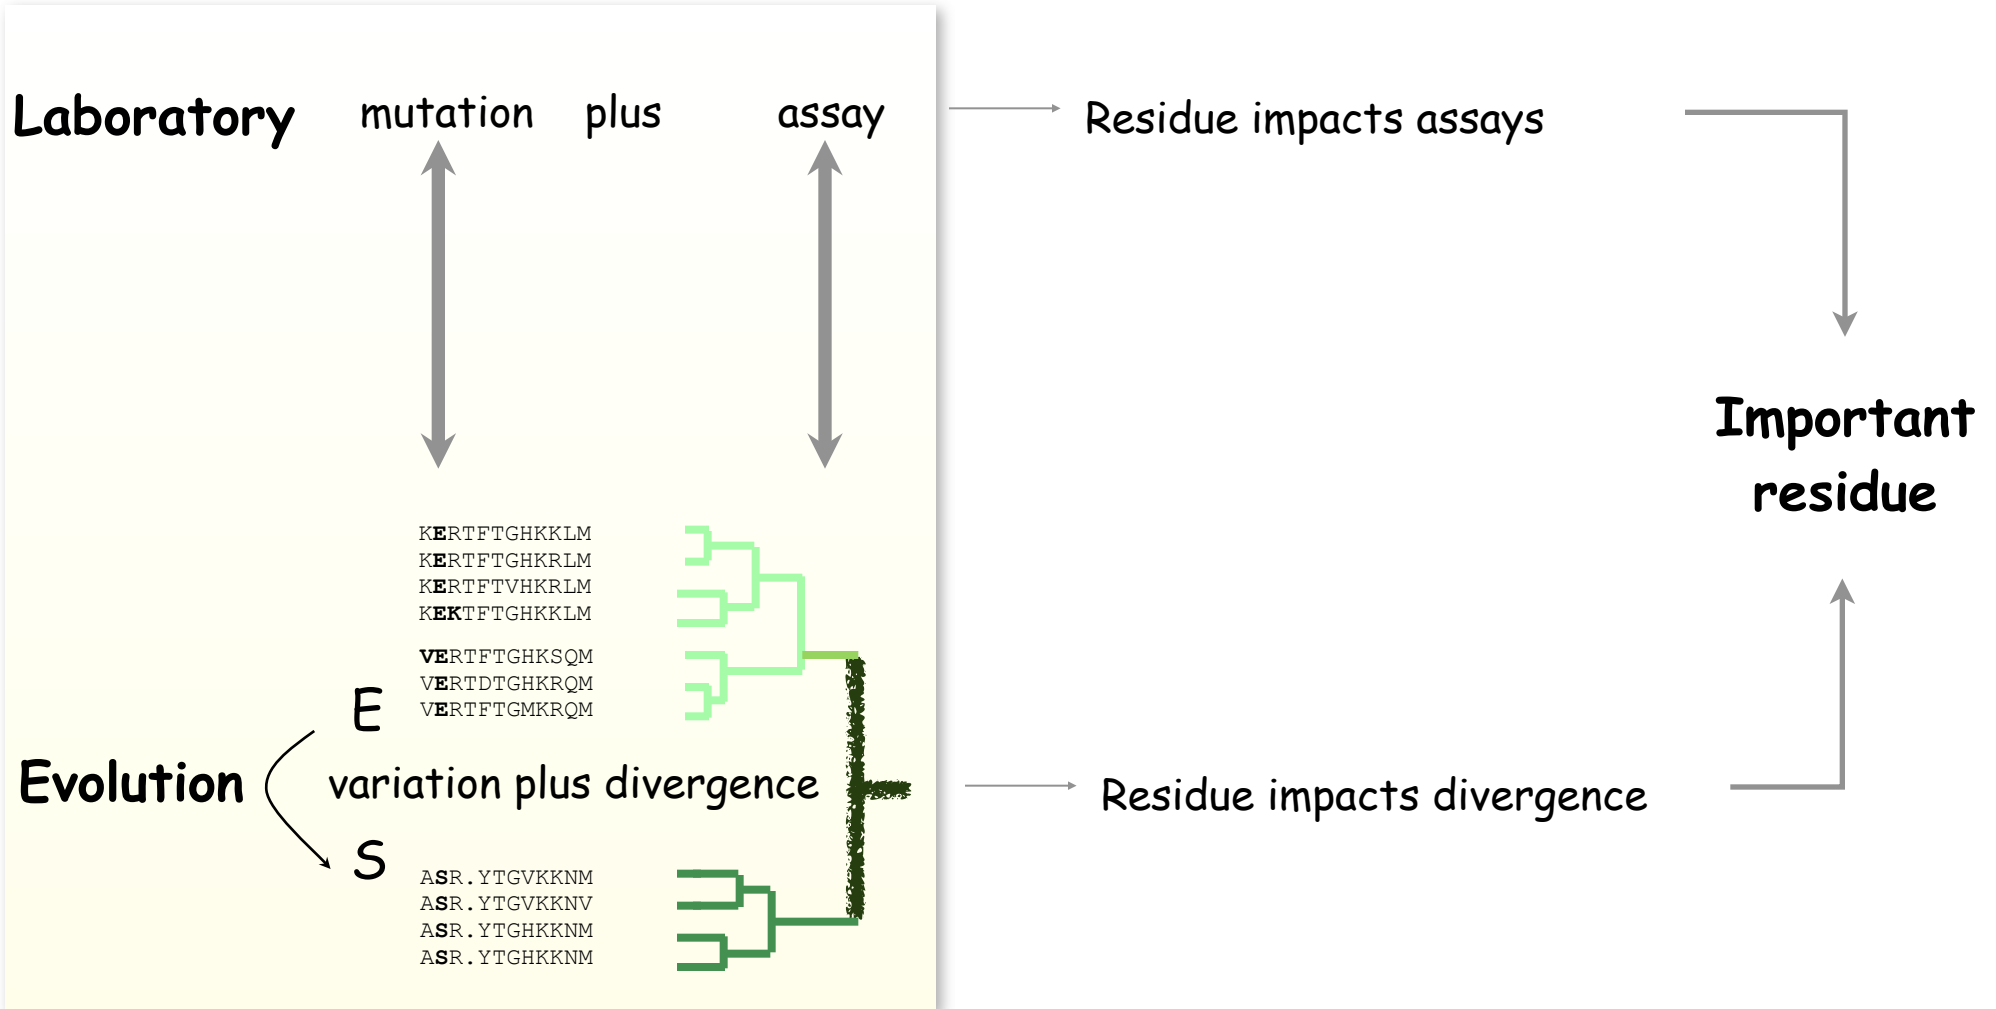 Laboratory mutation plus assay Residue impacts assays
Important
residue
KERTFTGHKKLM
KERTFTGHKRLM
KERTFTVHKRLM
KEKTFTGHKKLM
VERTFTGHKSQM
VERTDTGHKRQM
VERTFTGMKRQM
E
Evolution variation plus divergence Residue impacts divergence
S
ASR.YTGVKKNM
ASR.YTGVKKNV
ASR.YTGHKKNM
ASR.YTGHKKNM